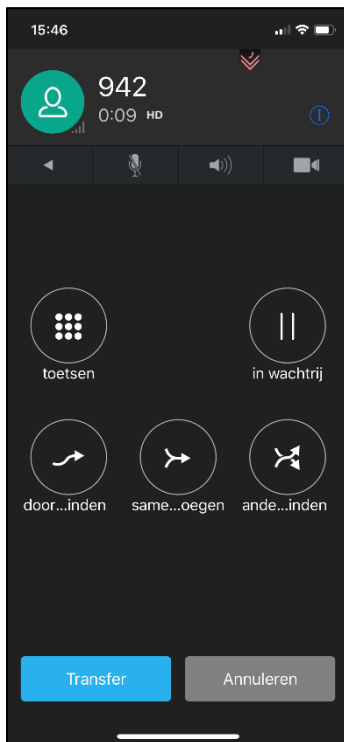 15:46
942
0:09 HD
toetsen
in wachtrij
door...inden
same...oegen
ande...inden
Transfer
Annuleren